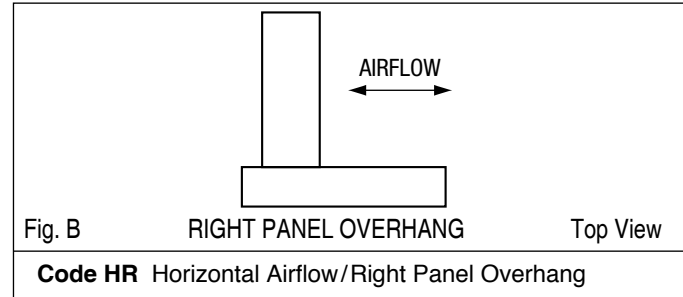 AIRFLOW
Fig. B RIGHT PANEL OVERHANG Top View
Code HR Horizontal Airflow/Right Panel Overhang